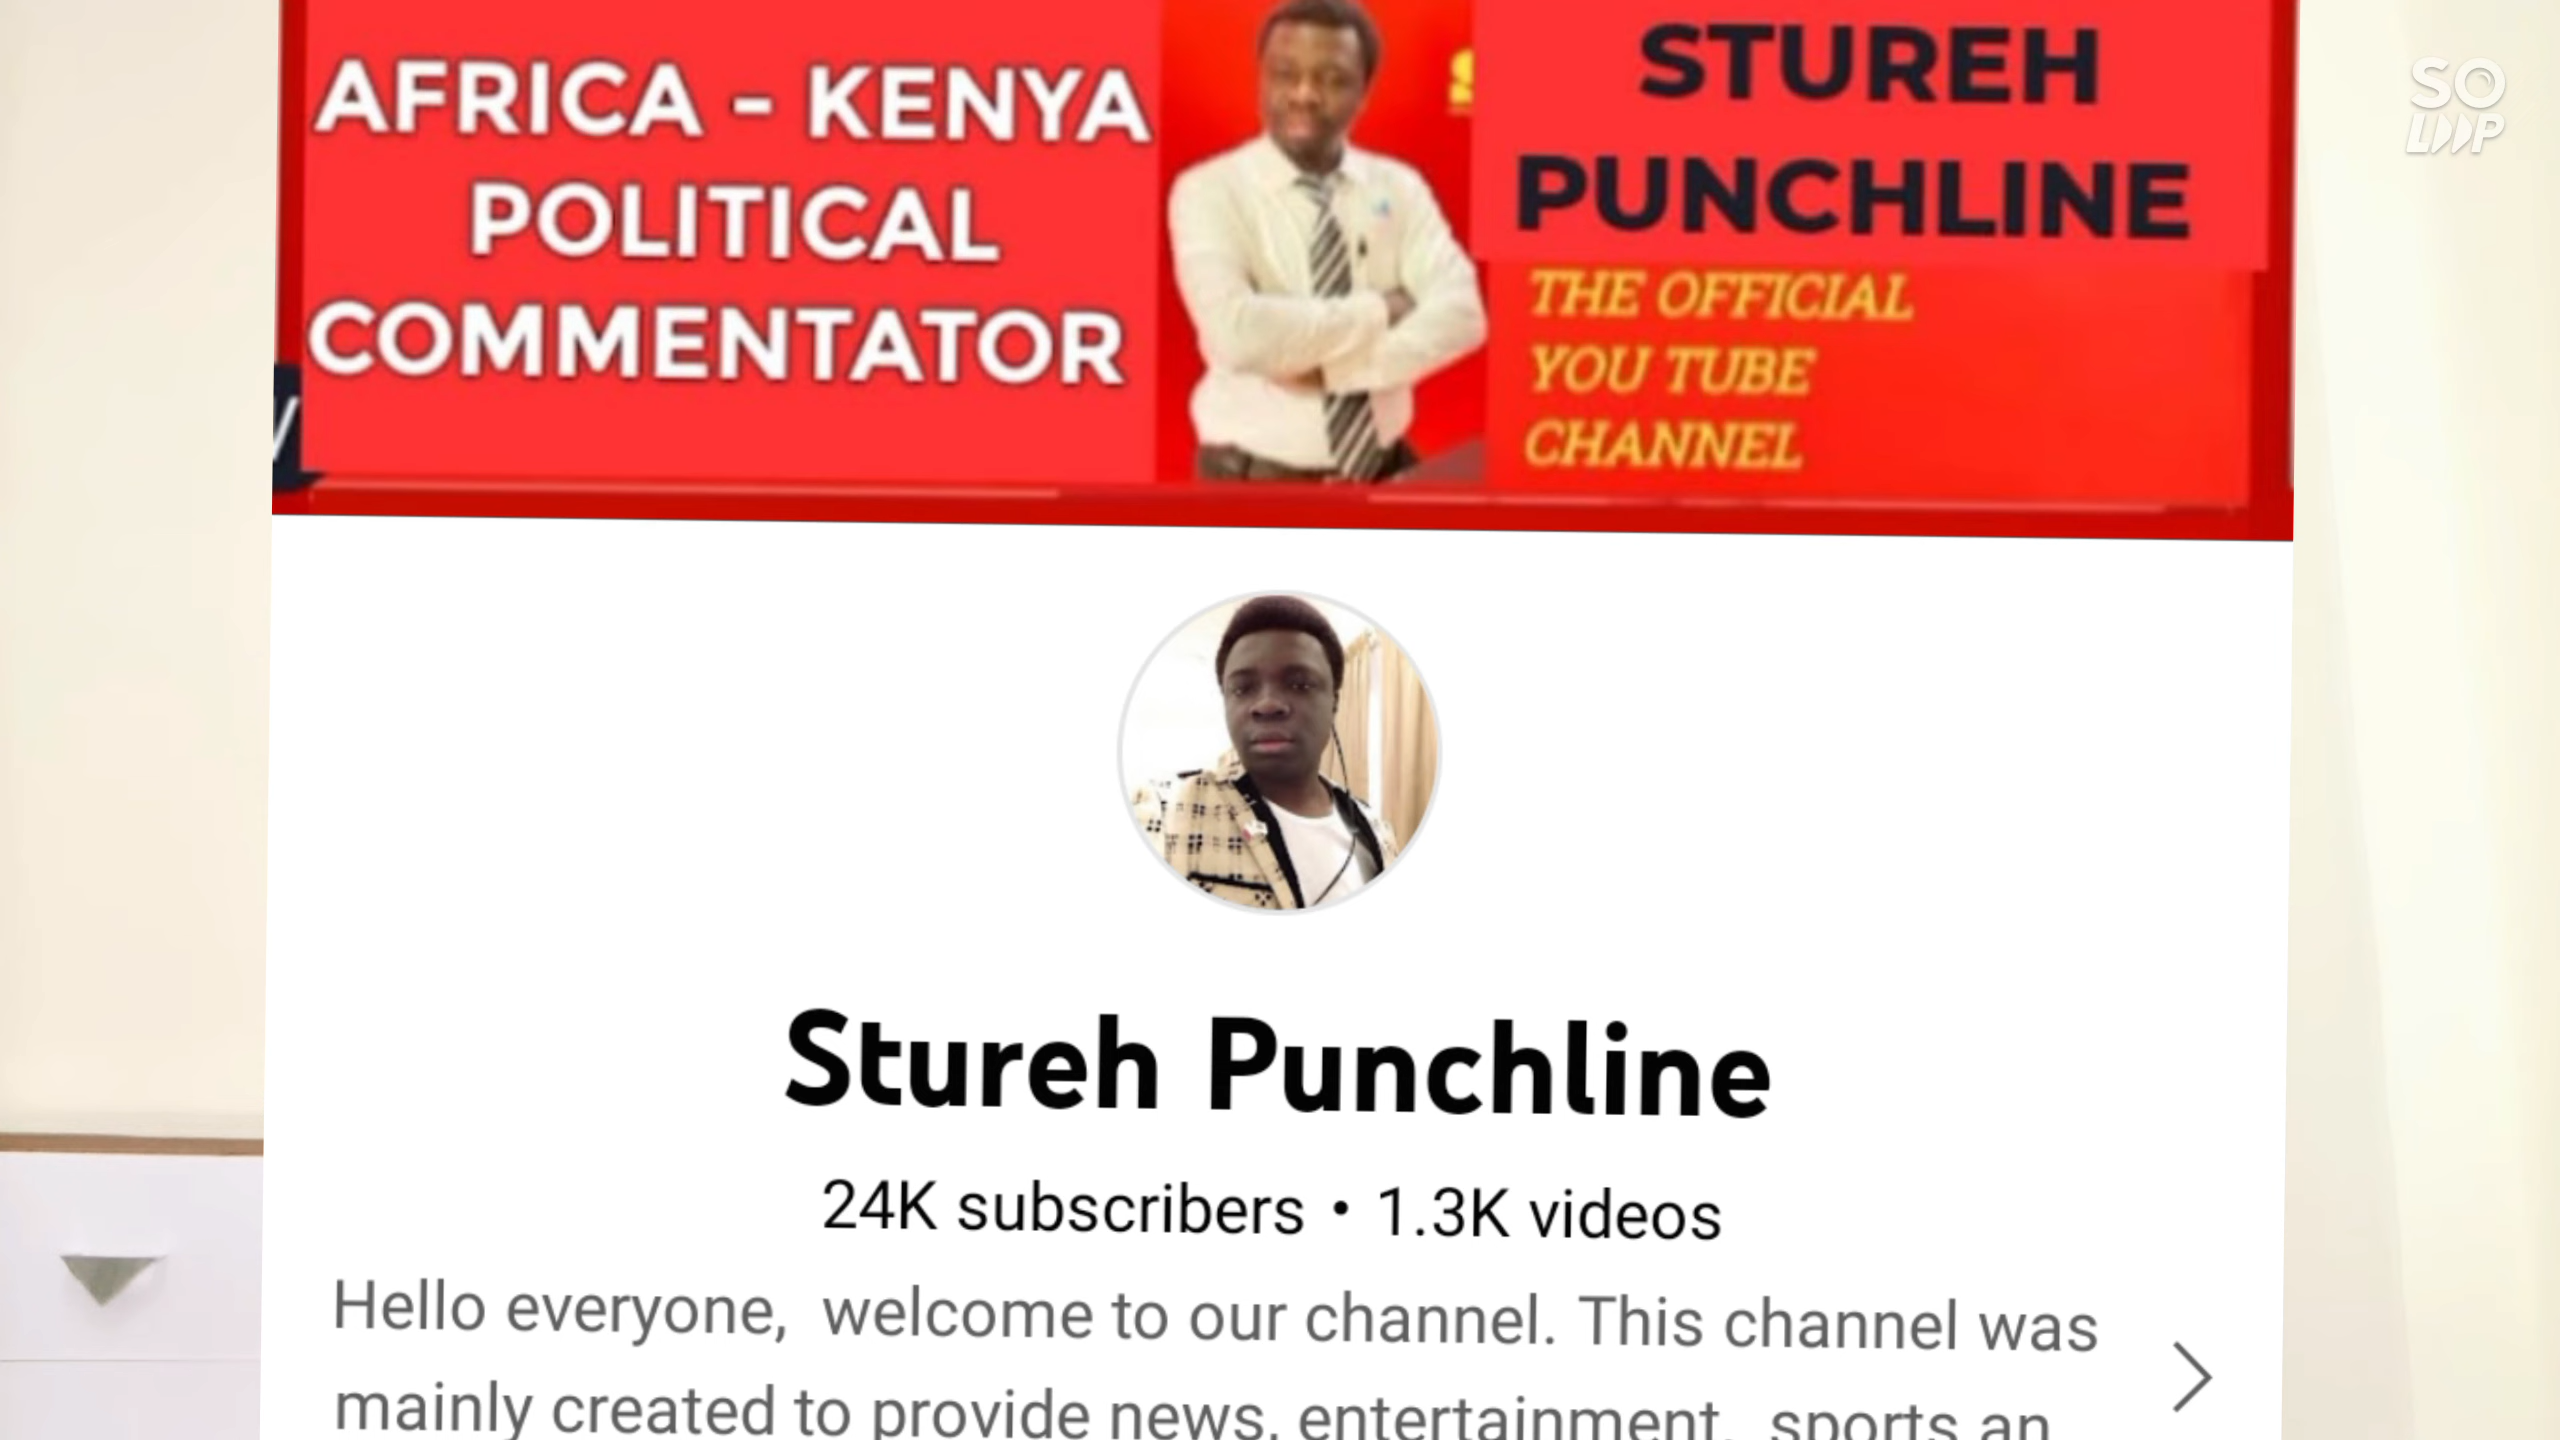 AFRICA - KENYA
POLITICAL
COMMENTATOR
STUREH
PUNCHLINE
THE OFFICIAL
YOU TUBE
CHANNEL
SO
LOOP
Stureh Punchline
24K subscribers • 1.3K videos
Hello everyone,  welcome to our channel. This channel was
mainly created to provide news, entertainment,  sports an